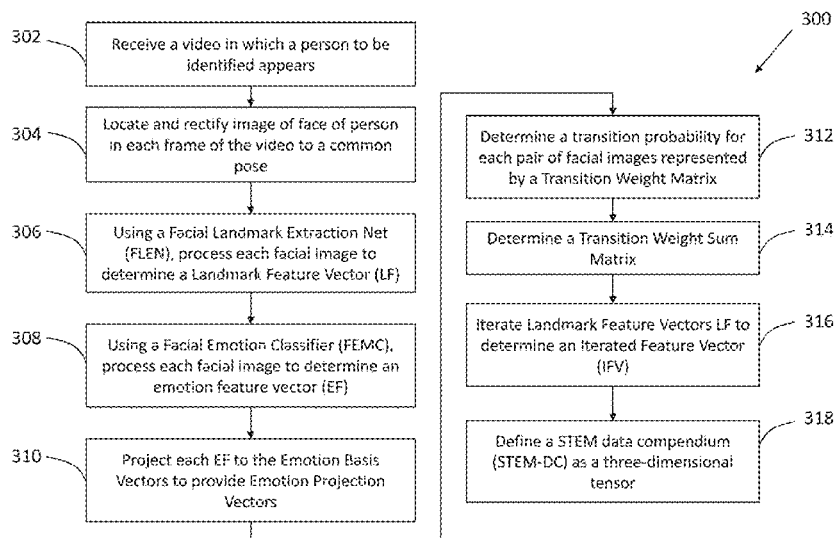 300
302
Receive a video in which a person to be
identified appears
304
Locate and rectify image of face of person
in each frame of the video to a common
pose
306
Using a Facial Landmark Extraction Net
(FLEN), process each facial image to
determine a Landmark Feature Vector (LF)
308
Using a Facial Emotion Classifier (FEMC),
process each facial image to determine an
emotion feature vector (EF)
310
Project each EF to the Emotion Basis
Vectors to provide Emotion Projection
Vectors
312
Determine a transition probability for
each pair of facial images represented
by a Transition Weight Matrix
314
Determine a Transition Weight Sum
Matrix
316
Iterate Landmark Feature Vectors LF to
determine an Iterated Feature Vector
(IFV)
318
Define a STEM data compendium
(STEM-DC) as a three-dimensional
tensor